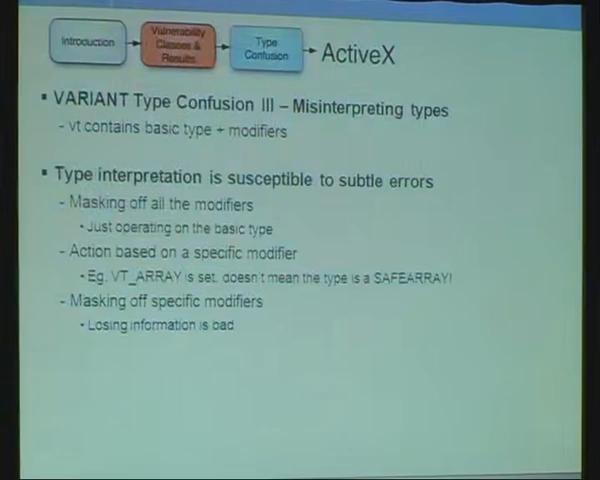 Introduction
Vulnerability
Classes &
Results
Type
Confusion
ActiveX
▪ VARIANT Type Confusion III – Misinterpreting types
- vt contains basic type + modifiers
▪ Type interpretation is susceptible to subtle errors
- Masking off all the modifiers
• Just operating on the basic type
- Action based on a specific modifier
• Eg. VT_ARRAY is set, doesn't mean the type is a SAFEARRAY!
- Masking off specific modifiers
• Losing information is bad